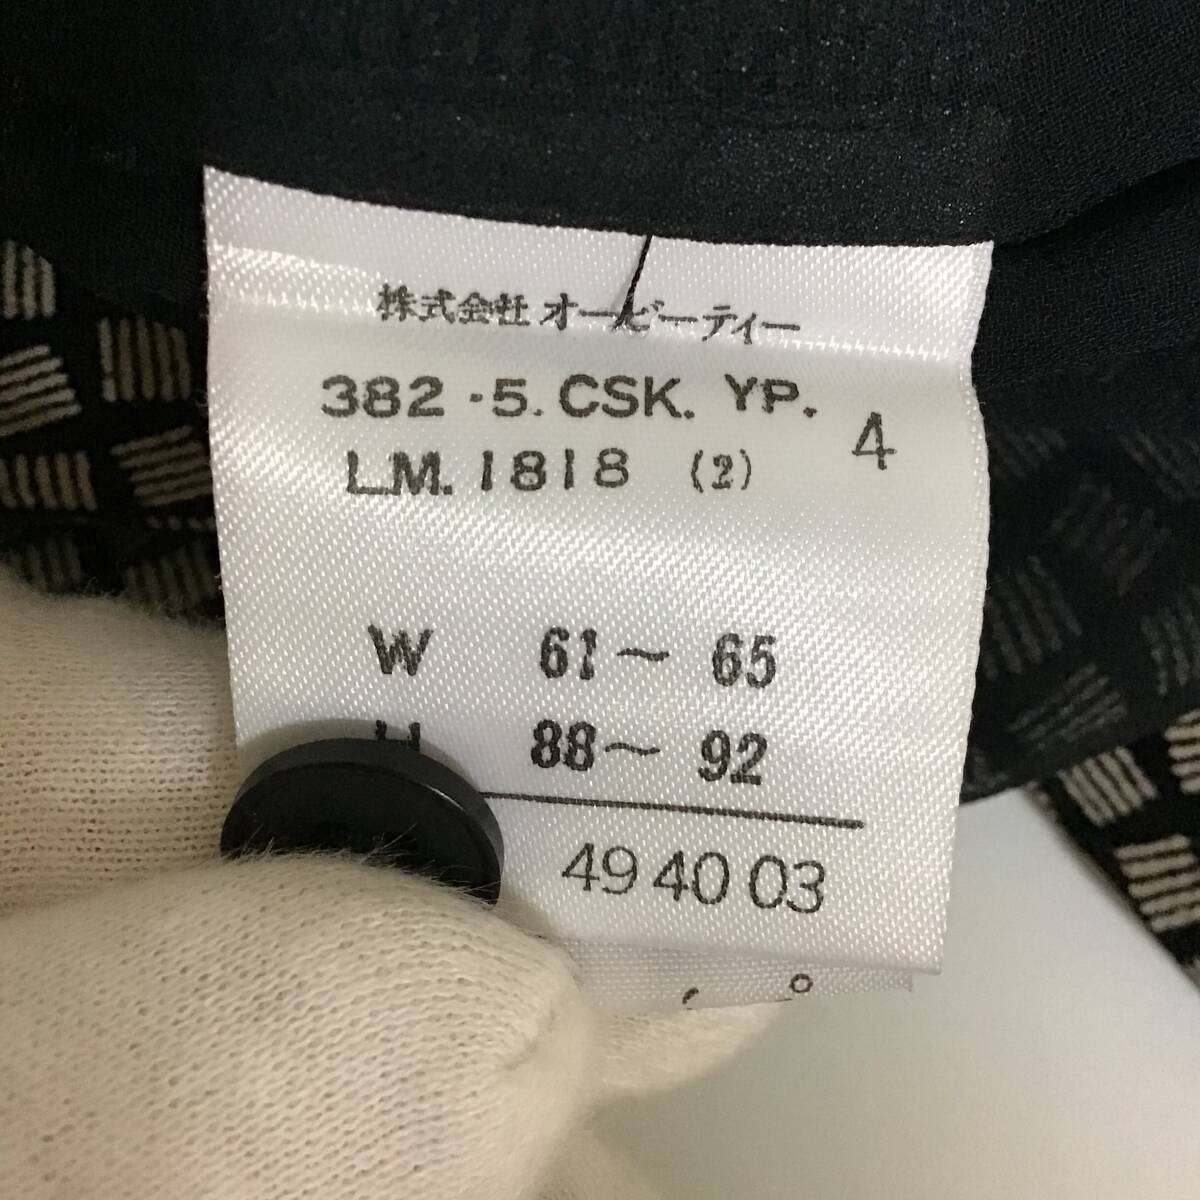 株式会社 オービーティー
382 -5. CSK. YP. 4
LM. 1818 (2)
W 61～ 65
H 88～ 92
49 40 03